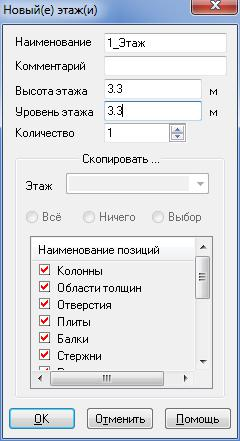 Новый(е) этаж(и)
Наименование 1_Этаж
Комментарий
Высота этажа 3.3 м
Уровень этажа 3.3 м
Количество 1
Скопировать ...
Этаж
Всё Ничего Выбор
Наименование позиций
Колонны
Области толщин
Отверстия
Плиты
Балки
Стержни
OK Отменить Помощь